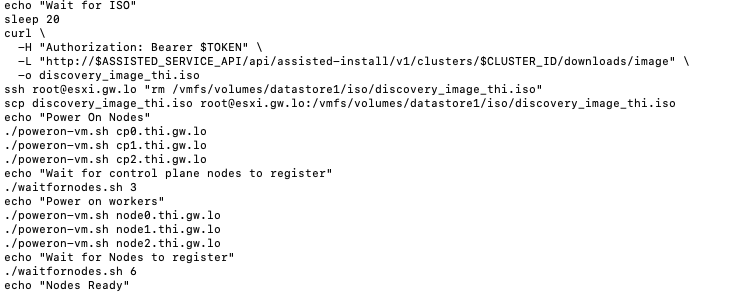 echo "Wait for ISO"
sleep 20
curl \
  -H "Authorization: Bearer $TOKEN" \
  -L "http://$ASSISTED_SERVICE_API/api/assisted-install/v1/clusters/$CLUSTER_ID/downloads/image" \
  -o discovery_image_thi.iso
ssh root@esxi.gw.lo "rm /vmfs/volumes/datastore1/iso/discovery_image_thi.iso"
scp discovery_image_thi.iso root@esxi.gw.lo:/vmfs/volumes/datastore1/iso/discovery_image_thi.iso
echo "Power On Nodes"
./poweron-vm.sh cp0.thi.gw.lo
./poweron-vm.sh cp1.thi.gw.lo
./poweron-vm.sh cp2.thi.gw.lo
echo "Wait for control plane nodes to register"
./waitfornodes.sh 3
echo "Power on workers"
./poweron-vm.sh node0.thi.gw.lo
./poweron-vm.sh node1.thi.gw.lo
./poweron-vm.sh node2.thi.gw.lo
echo "Wait for Nodes to register"
./waitfornodes.sh 6
echo "Nodes Ready"